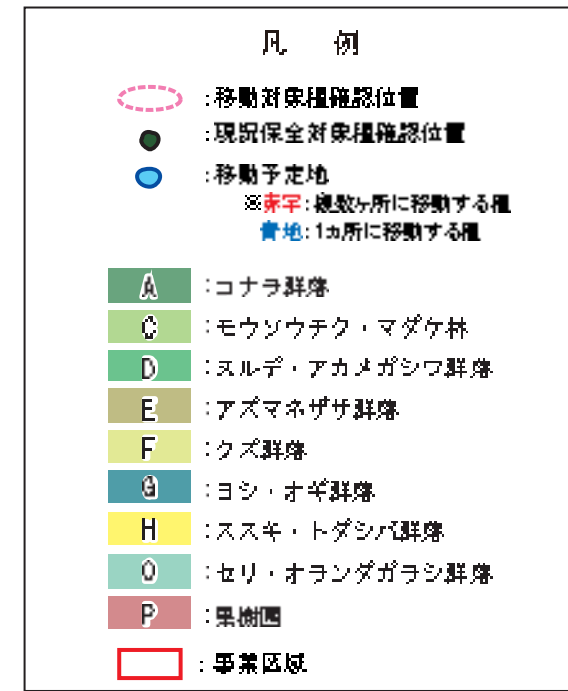 凡 例
:移動対象種確認位置
:現況保全対象種確認位置
:移動予定地
※赤字:複数ヶ所に移動する種
青地:1ヵ所に移動する種
A :コナラ群落
C :モウソウチク・マダケ林
D :ヌルデ・アカメガシワ群落
E :アズマネザサ群落
F :クズ群落
G :ヨシ・オギ群落
H :ススキ・トダシバ群落
O :セリ・オランダガラシ群落
P :果樹園
:事業区域